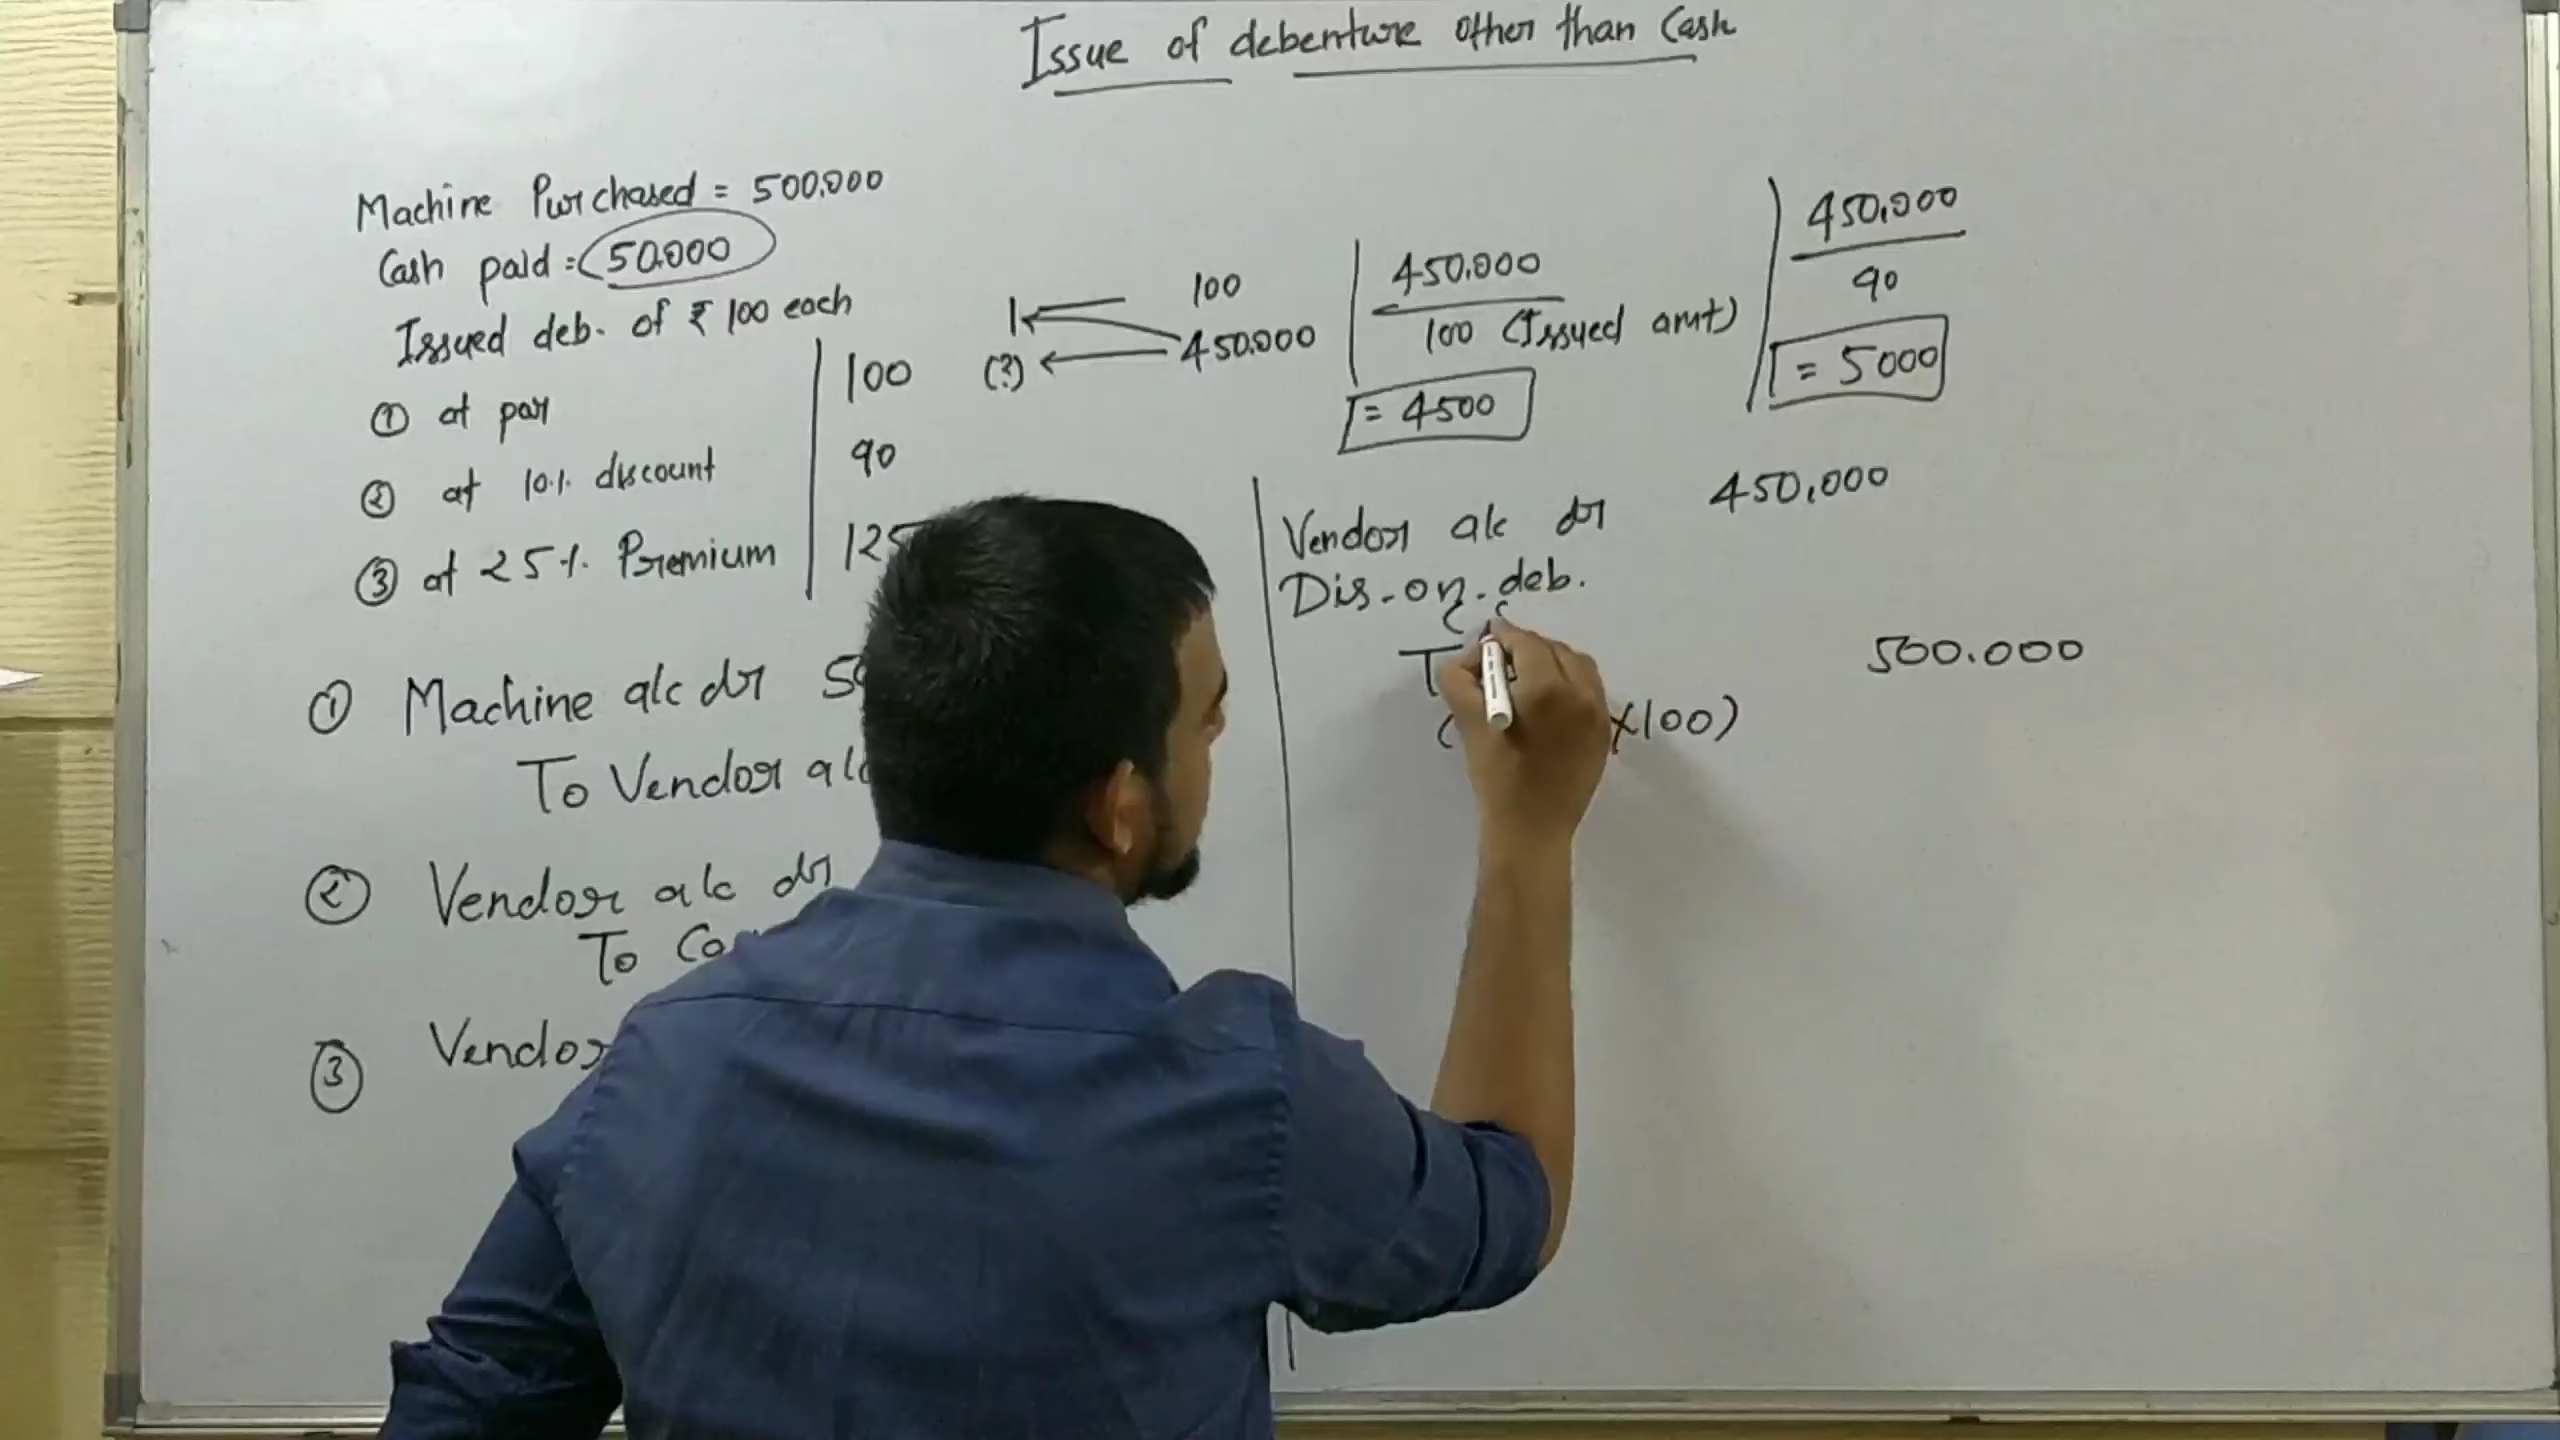 Issue of debenture other than Cash
Machine Purchased = 500,000
Cash paid = 50,000
Issued deb. of ₹ 100 each
① at par
② at 10% discount
③ at 25% Premium
100
90
1 100
(?) 450,000
450,000
100 (Issued amt)
= 4500
450,000
90
= 5000
① Machine a/c dr
To Vendor a/c
② Vendor a/c dr
To
③ Vendor
Vendor a/c dr 450,000
Dis.on.deb.
500.000
×100)